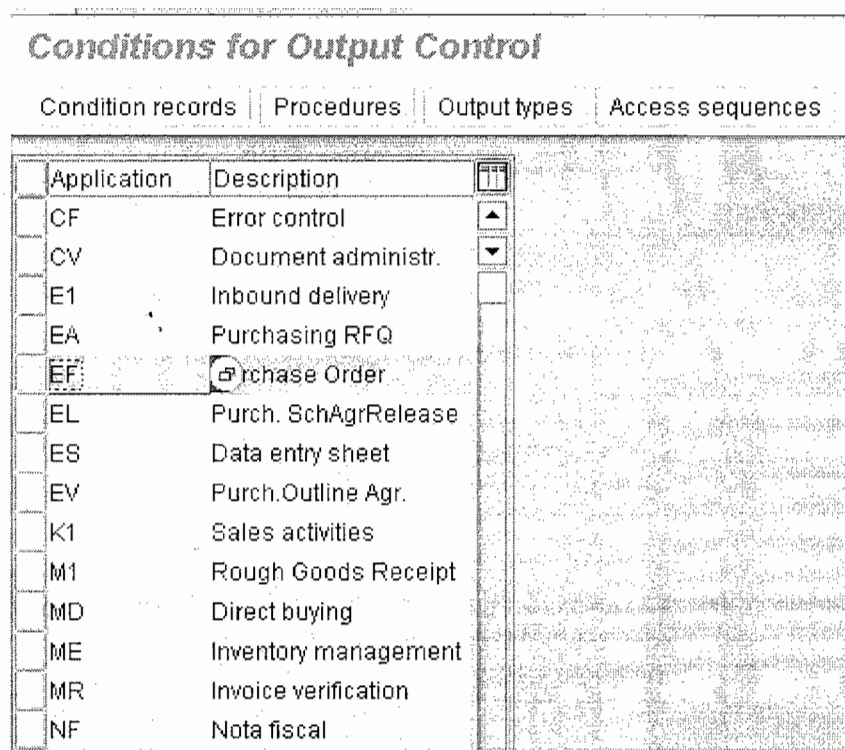 Conditions for Output Control
Condition records Procedures Output types Access sequences
Application Description
CF Error control
CV Document administr.
E1 Inbound delivery
EA Purchasing RFQ
EF rchase Order
EL Purch. SchAgrRelease
ES Data entry sheet
EV Purch.Outline Agr.
K1 Sales activities
M1 Rough Goods Receipt
MD Direct buying
ME Inventory management
MR Invoice verification
NF Nota fiscal